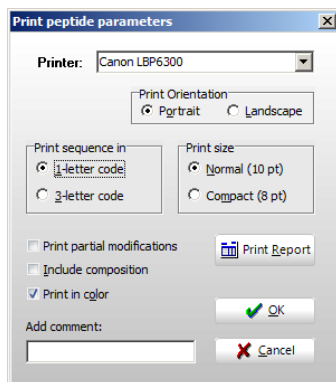 Print peptide parameters
Printer: Canon LBP6300
Print Orientation
Portrait Landscape
Print sequence in Print size
1-letter code Normal (10 pt)
3-letter code Compact (8 pt)
Print partial modifications Print Report
Include composition
Print in color
OK
Add comment:
Cancel